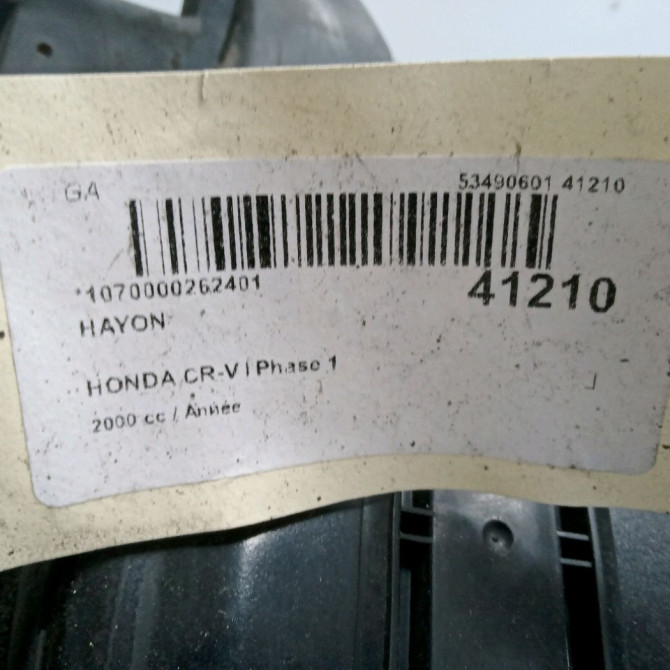 GA
53490601 41210
*1070000262401
41210
HAYON
HONDA CR-V I Phase 1
2000 cc / Année